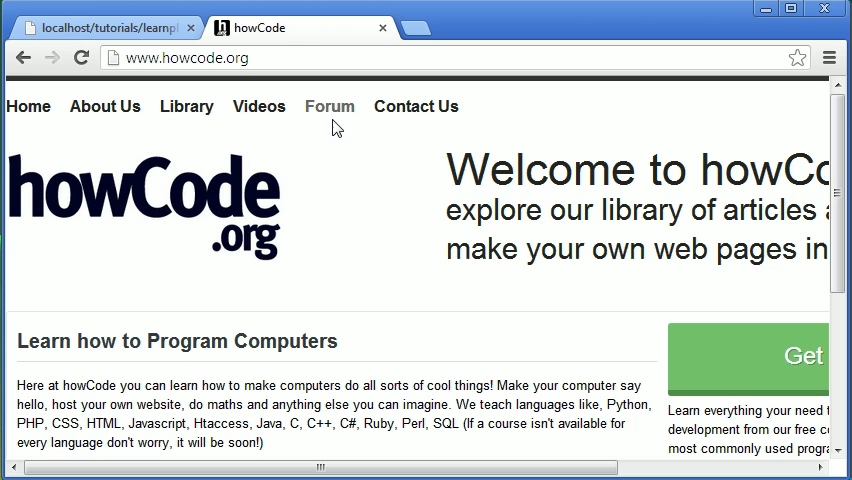 localhost/tutorials/learnpl
howCode
www.howcode.org
Home About Us Library Videos Forum Contact Us
howCode
.org
Welcome to howCo
explore our library of articles a
make your own web pages in
Learn how to Program Computers
Get
Here at howCode you can learn how to make computers do all sorts of cool things! Make your computer say
hello, host your own website, do maths and anything else you can imagine. We teach languages like, Python,
PHP, CSS, HTML, Javascript, Htaccess, Java, C, C++, C#, Ruby, Perl, SQL (If a course isn't available for
every language don't worry, it will be soon!)
Learn everything your need
development from our free c
most commonly used progra